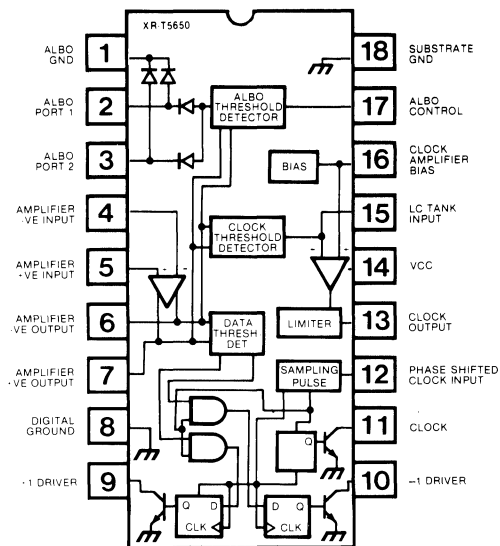 XR-T5650
ALBO
GND
1
ALBO
PORT 1
2
ALBO
PORT 2
3
AMPLIFIER
-VE INPUT
4
AMPLIFIER
+VE INPUT
5
AMPLIFIER
-VE OUTPUT
6
AMPLIFIER
+VE OUTPUT
7
DIGITAL
GROUND
8
+1 DRIVER
9
ALBO
THRESHOLD
DETECTOR
BIAS
CLOCK
THRESHOLD
DETECTOR
LIMITER
DATA
THRESH.
DET
SAMPLING
PULSE
Q
Q D
CLK
D Q
CLK
18
SUBSTRATE
GND
17
ALBO
CONTROL
16
CLOCK
AMPLIFIER
BIAS
15
LC TANK
INPUT
14
VCC
13
CLOCK
OUTPUT
12
PHASE SHIFTED
CLOCK INPUT
11
CLOCK
10
-1 DRIVER